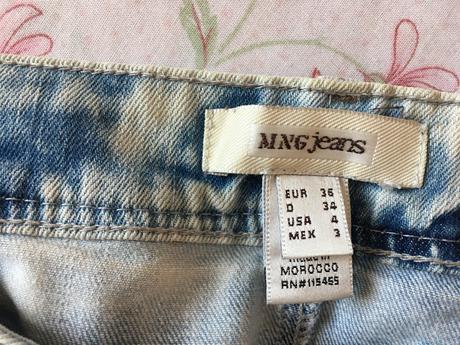 MNG jeans
EUR 36
D 34
USA 4
MEX 3
made in
MOROCCO
RN#115465